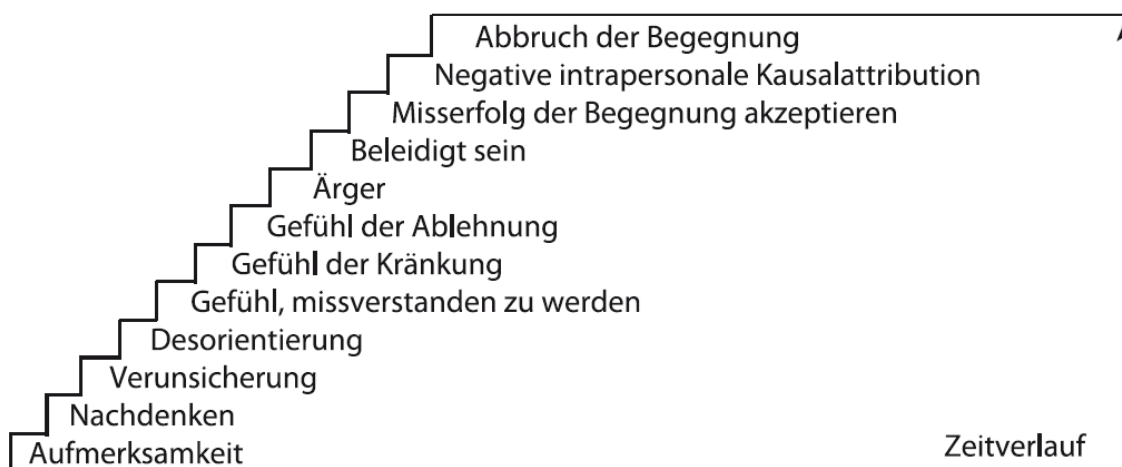 Abbruch der Begegnung
Negative intrapersonale Kausalattribution
Misserfolg der Begegnung akzeptieren
Beleidigt sein
Ärger
Gefühl der Ablehnung
Gefühl der Kränkung
Gefühl, missverstanden zu werden
Desorientierung
Verunsicherung
Nachdenken
Aufmerksamkeit
Zeitverlauf